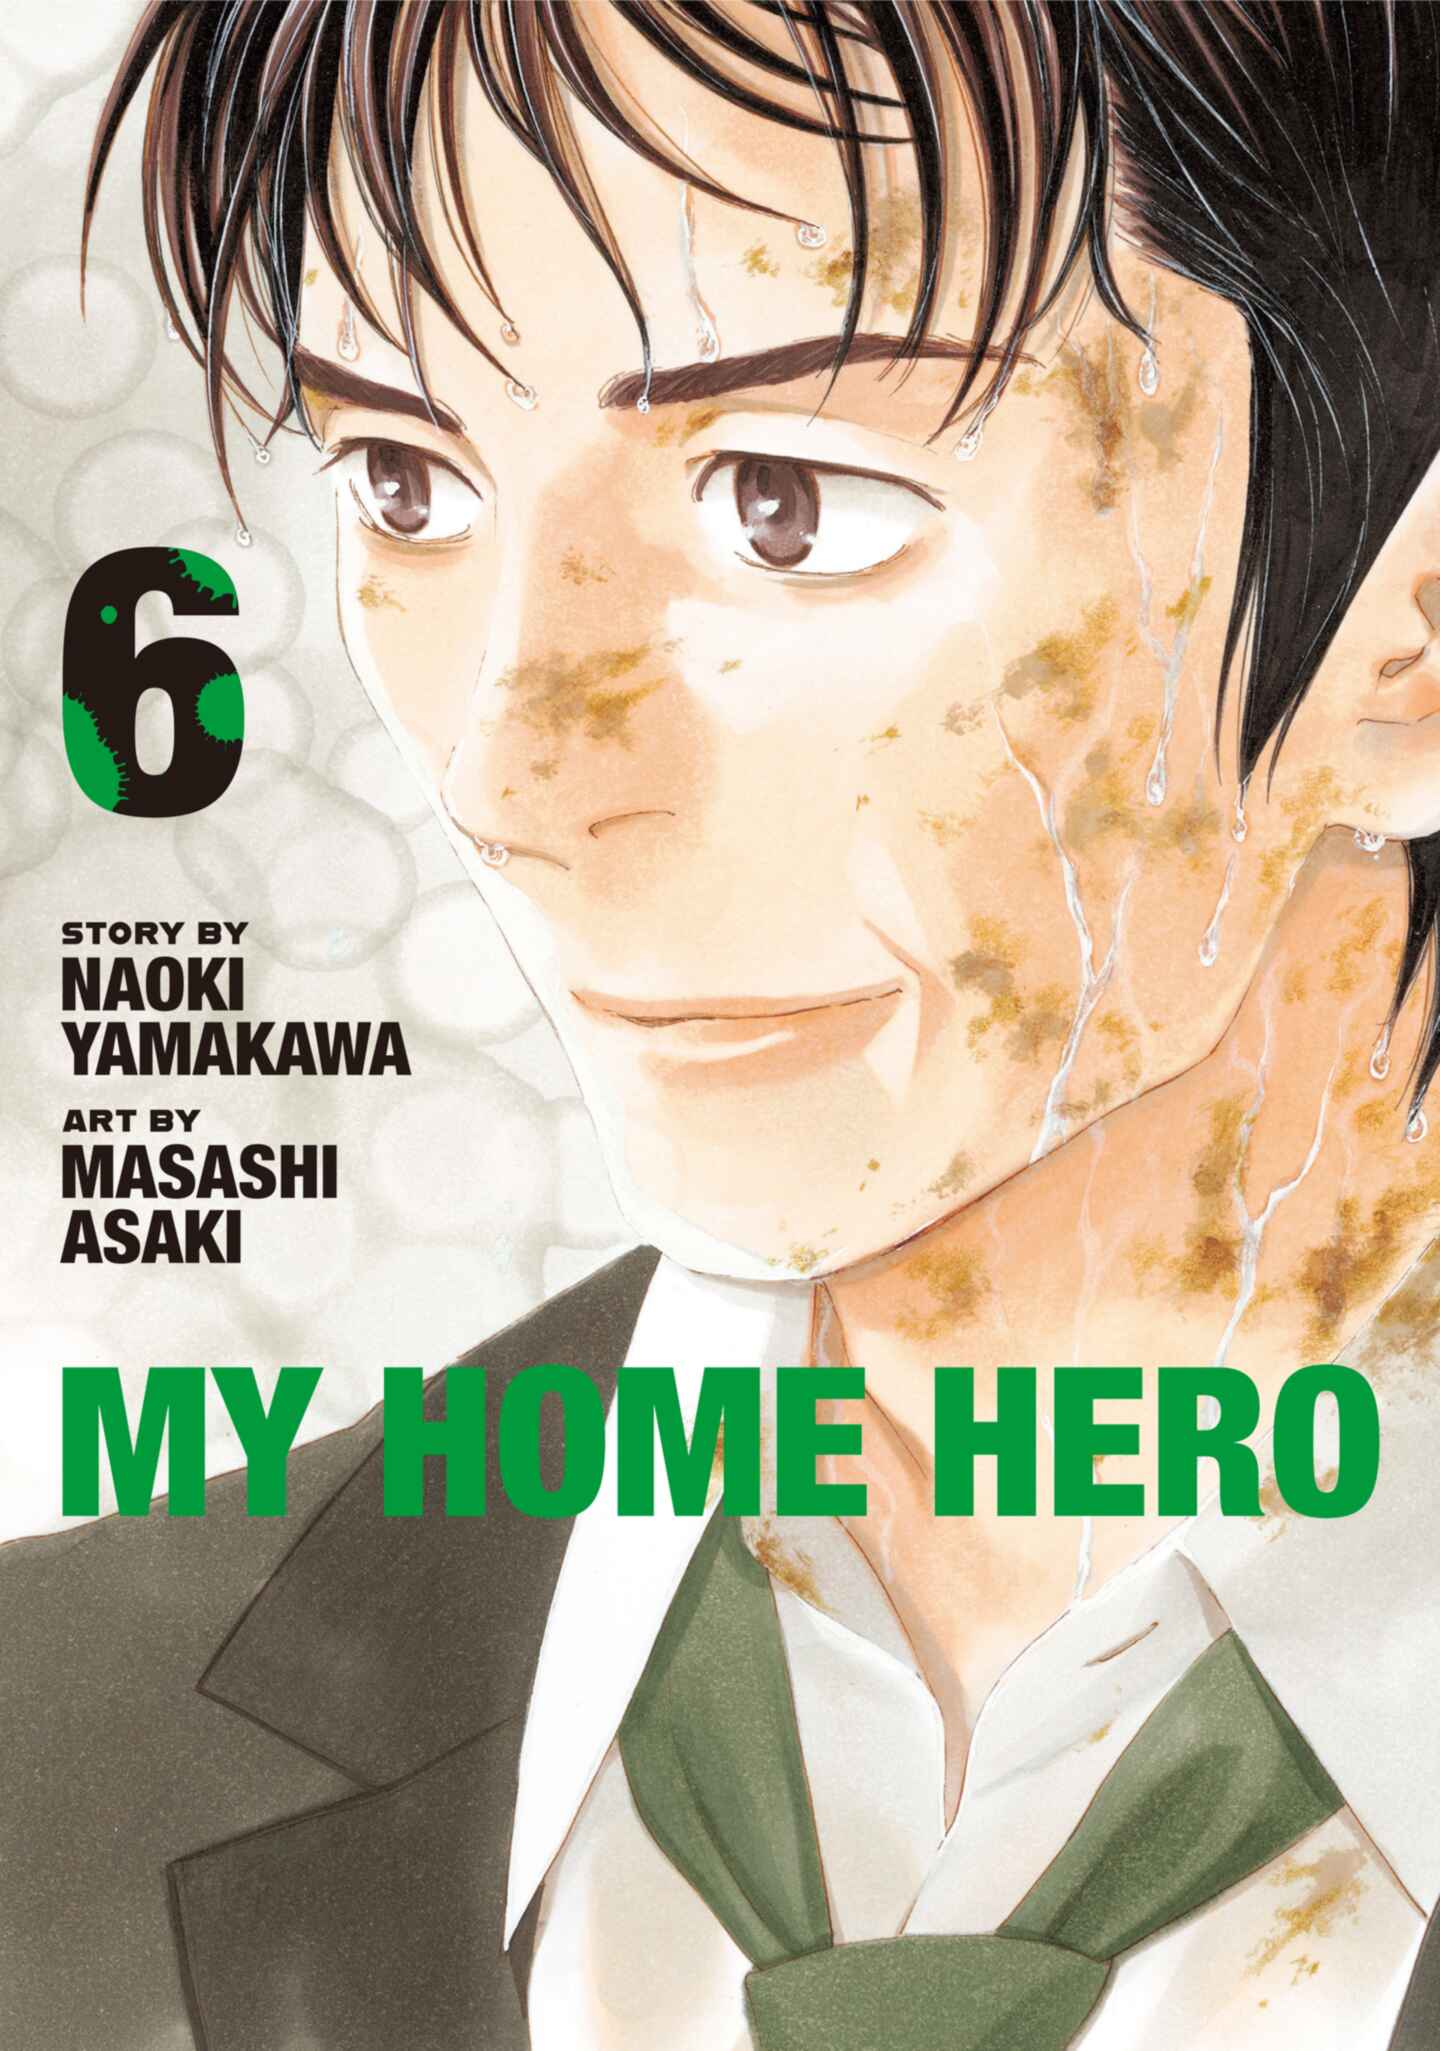 6
STORY BY
NAOKI
YAMAKAWA
ART BY
MASASHI
ASAKI
MY HOME HERO